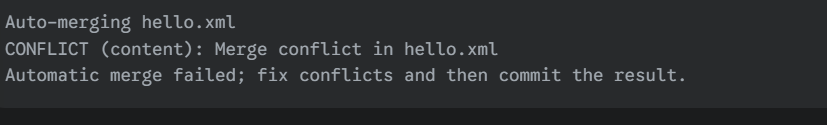 Auto-merging hello.xml
CONFLICT (content): Merge conflict in hello.xml
Automatic merge failed; fix conflicts and then commit the result.